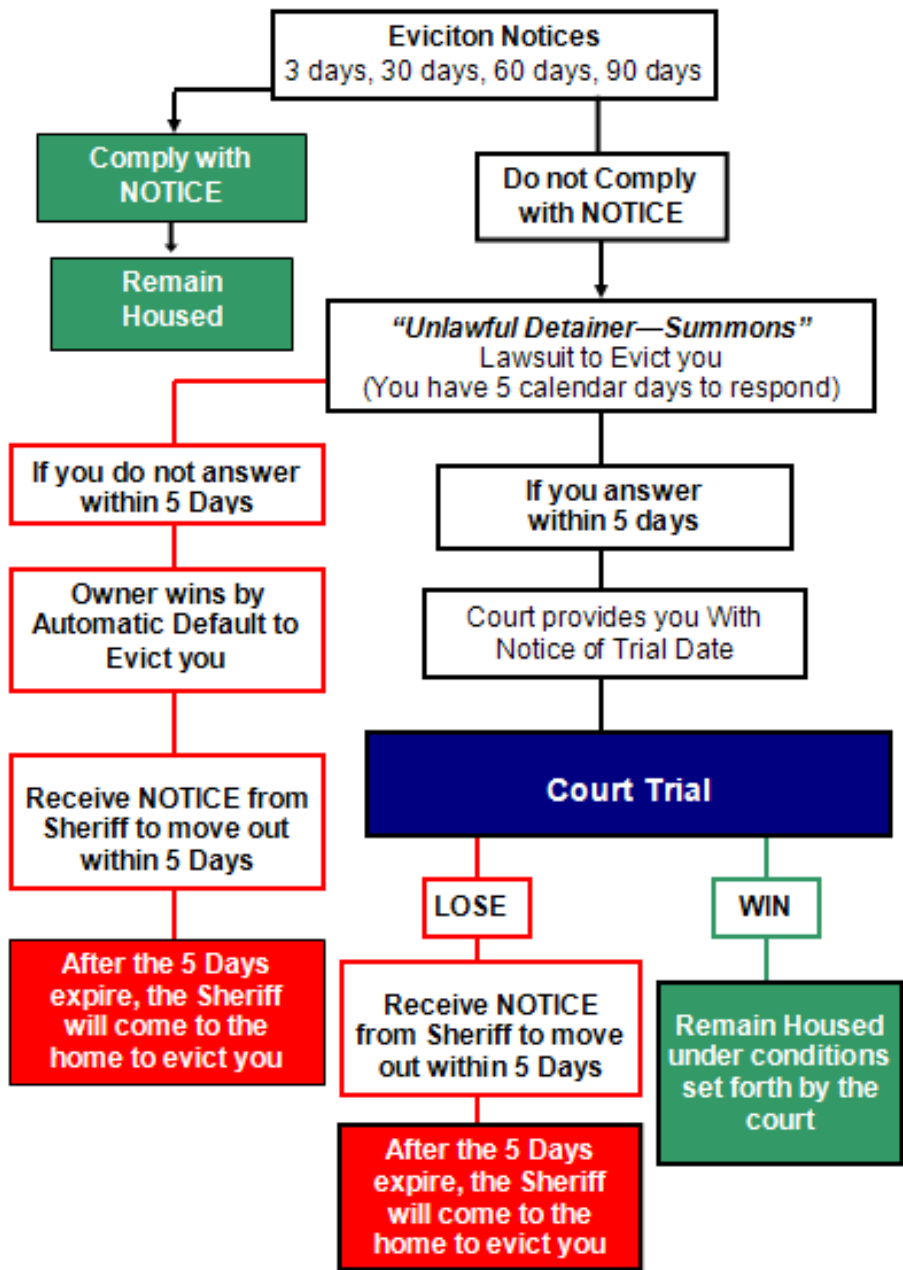 Eviciton Notices
3 days, 30 days, 60 days, 90 days
Comply with
NOTICE
Remain
Housed
Do not Comply
with NOTICE
“Unlawful Detainer—Summons”
Lawsuit to Evict you
(You have 5 calendar days to respond)
If you do not answer
within 5 Days
Owner wins by
Automatic Default to
Evict you
Receive NOTICE from
Sheriff to move out
within 5 Days
After the 5 Days
expire, the Sheriff
will come to the
home to evict you
If you answer
within 5 days
Court provides you With
Notice of Trial Date
Court Trial
LOSE
Receive NOTICE
from Sheriff to move
out within 5 Days
After the 5 Days
expire, the Sheriff
will come to the
home to evict you
WIN
Remain Housed
under conditions
set forth by the
court